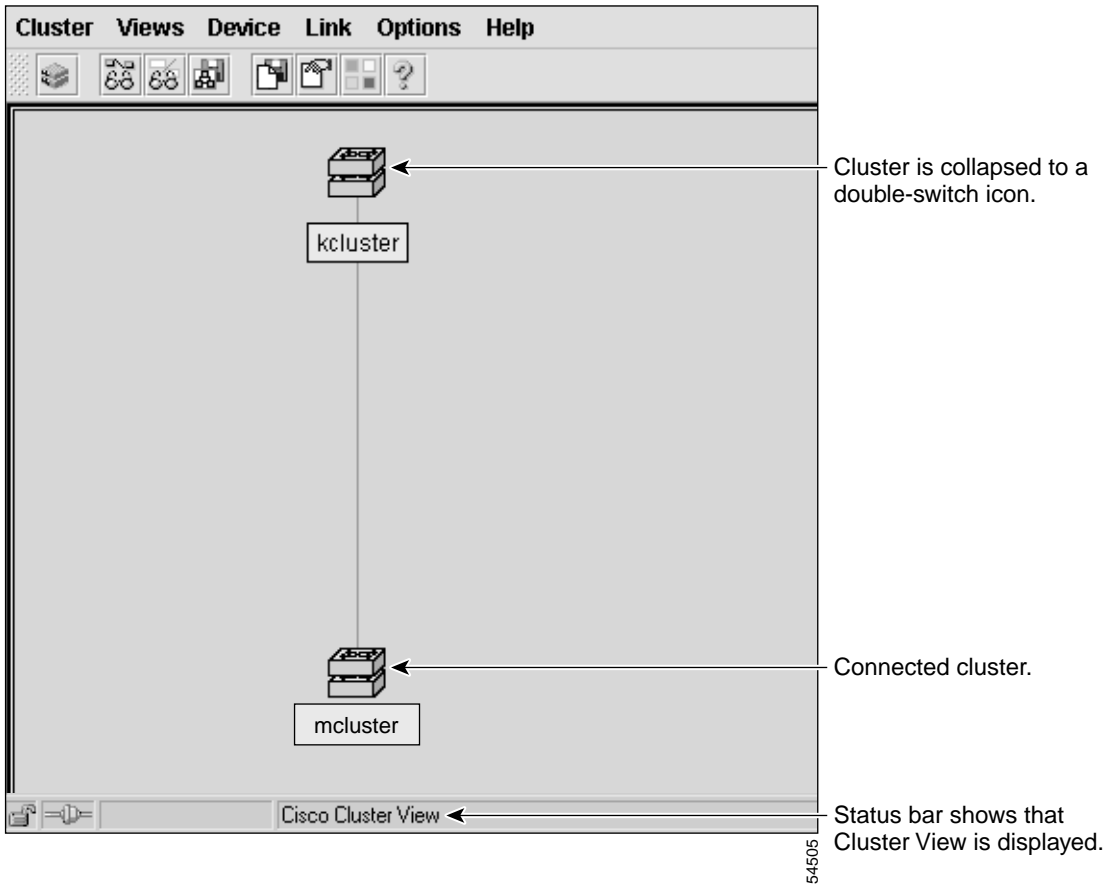 Cluster Views Device Link Options Help
Cluster is collapsed to a
double-switch icon.
kcluster
Connected cluster.
mcluster
Cisco Cluster View
Status bar shows that
Cluster View is displayed.
54505